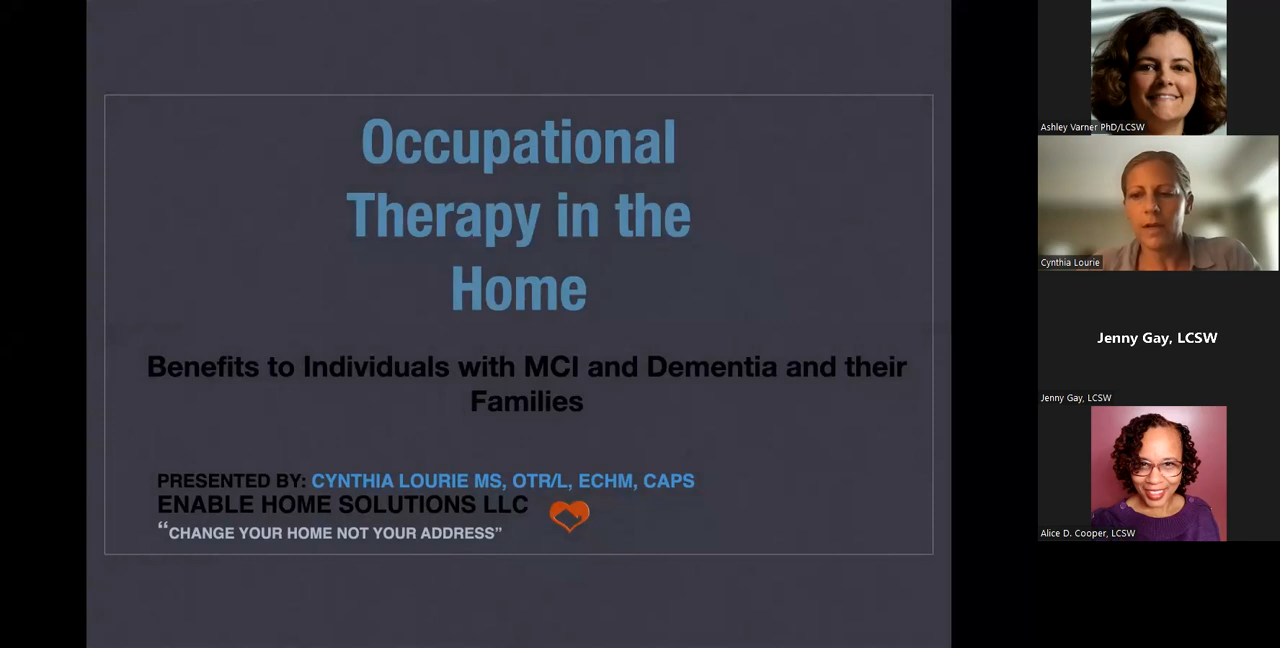 Occupational
Therapy in the
Home
Benefits to Individuals with MCI and Dementia and their
Families
PRESENTED BY: CYNTHIA LOURIE MS, OTR/L, ECHM, CAPS
ENABLE HOME SOLUTIONS LLC
“CHANGE YOUR HOME NOT YOUR ADDRESS”
Ashley Varner PhD/LCSW
Cynthia Lourie
Jenny Gay, LCSW
Jenny Gay, LCSW
Alice D. Cooper, LCSW